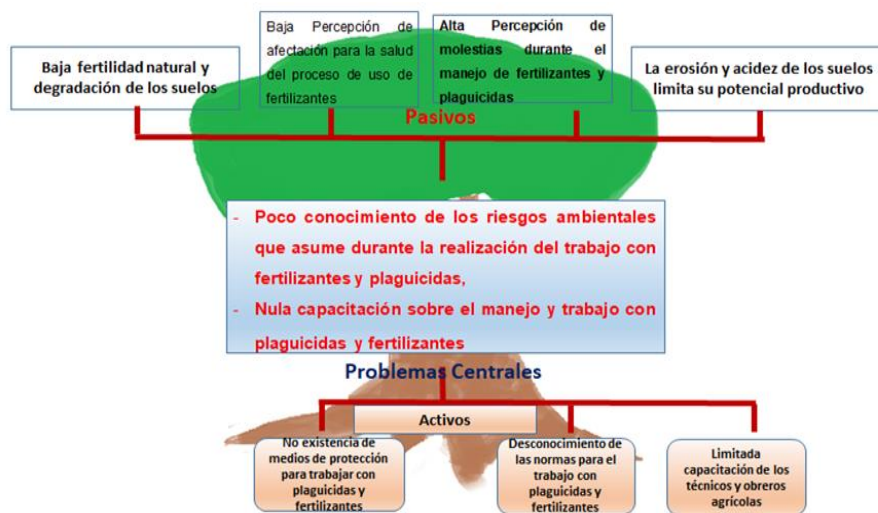 Baja fertilidad natural y
degradación de los suelos
Baja Percepción de
afectación para la salud
del proceso de uso de
fertilizantes
Alta Percepción de
molestias durante el
manejo de fertilizantes y
plaguicidas
La erosión y acidez de los suelos
limita su potencial productivo
Pasivos
- Poco conocimiento de los riesgos ambientales
que asume durante la realización del trabajo con
fertilizantes y plaguicidas,
- Nula capacitación sobre el manejo y trabajo con
plaguicidas y fertilizantes
Problemas Centrales
Activos
No existencia de
medios de protección
para trabajar con
plaguicidas y
fertilizantes
Desconocimiento de
las normas para el
trabajo con
plaguicidas y
fertilizantes
Limitada
capacitación de los
técnicos y obreros
agrícolas